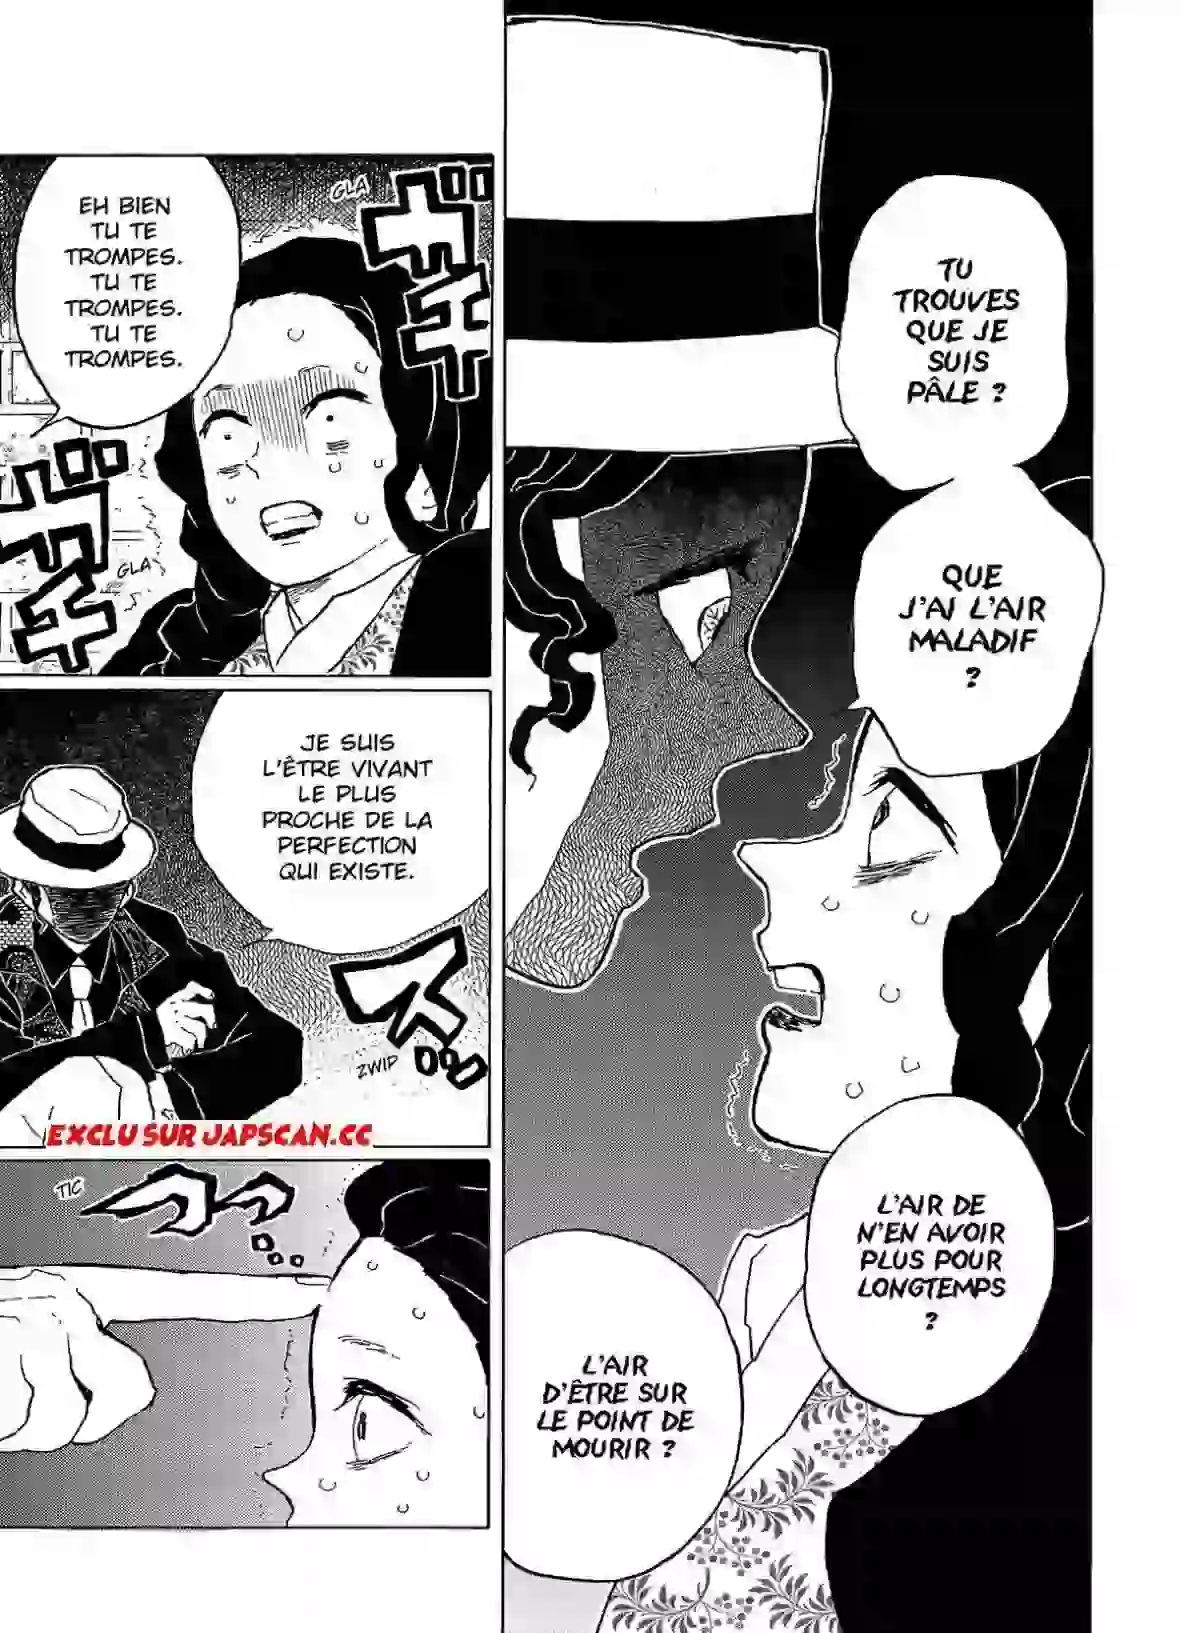 TU
TROUVES
QUE JE
SUIS
PÂLE ?
QUE
J'AI L'AIR
MALADIF
?
L'AIR DE
N'EN AVOIR
PLUS POUR
LONGTEMPS
?
L'AIR
D'ÊTRE SUR
LE POINT DE
MOURIR ?
GLA
EH BIEN
TU TE
TROMPES.
TU TE
TROMPES.
TU TE
TROMPES.
GLA
JE SUIS
L'ÊTRE VIVANT
LE PLUS
PROCHE DE LA
PERFECTION
QUI EXISTE.
ZWIP
EXCLU SUR JAPSCAN.CC
TIC